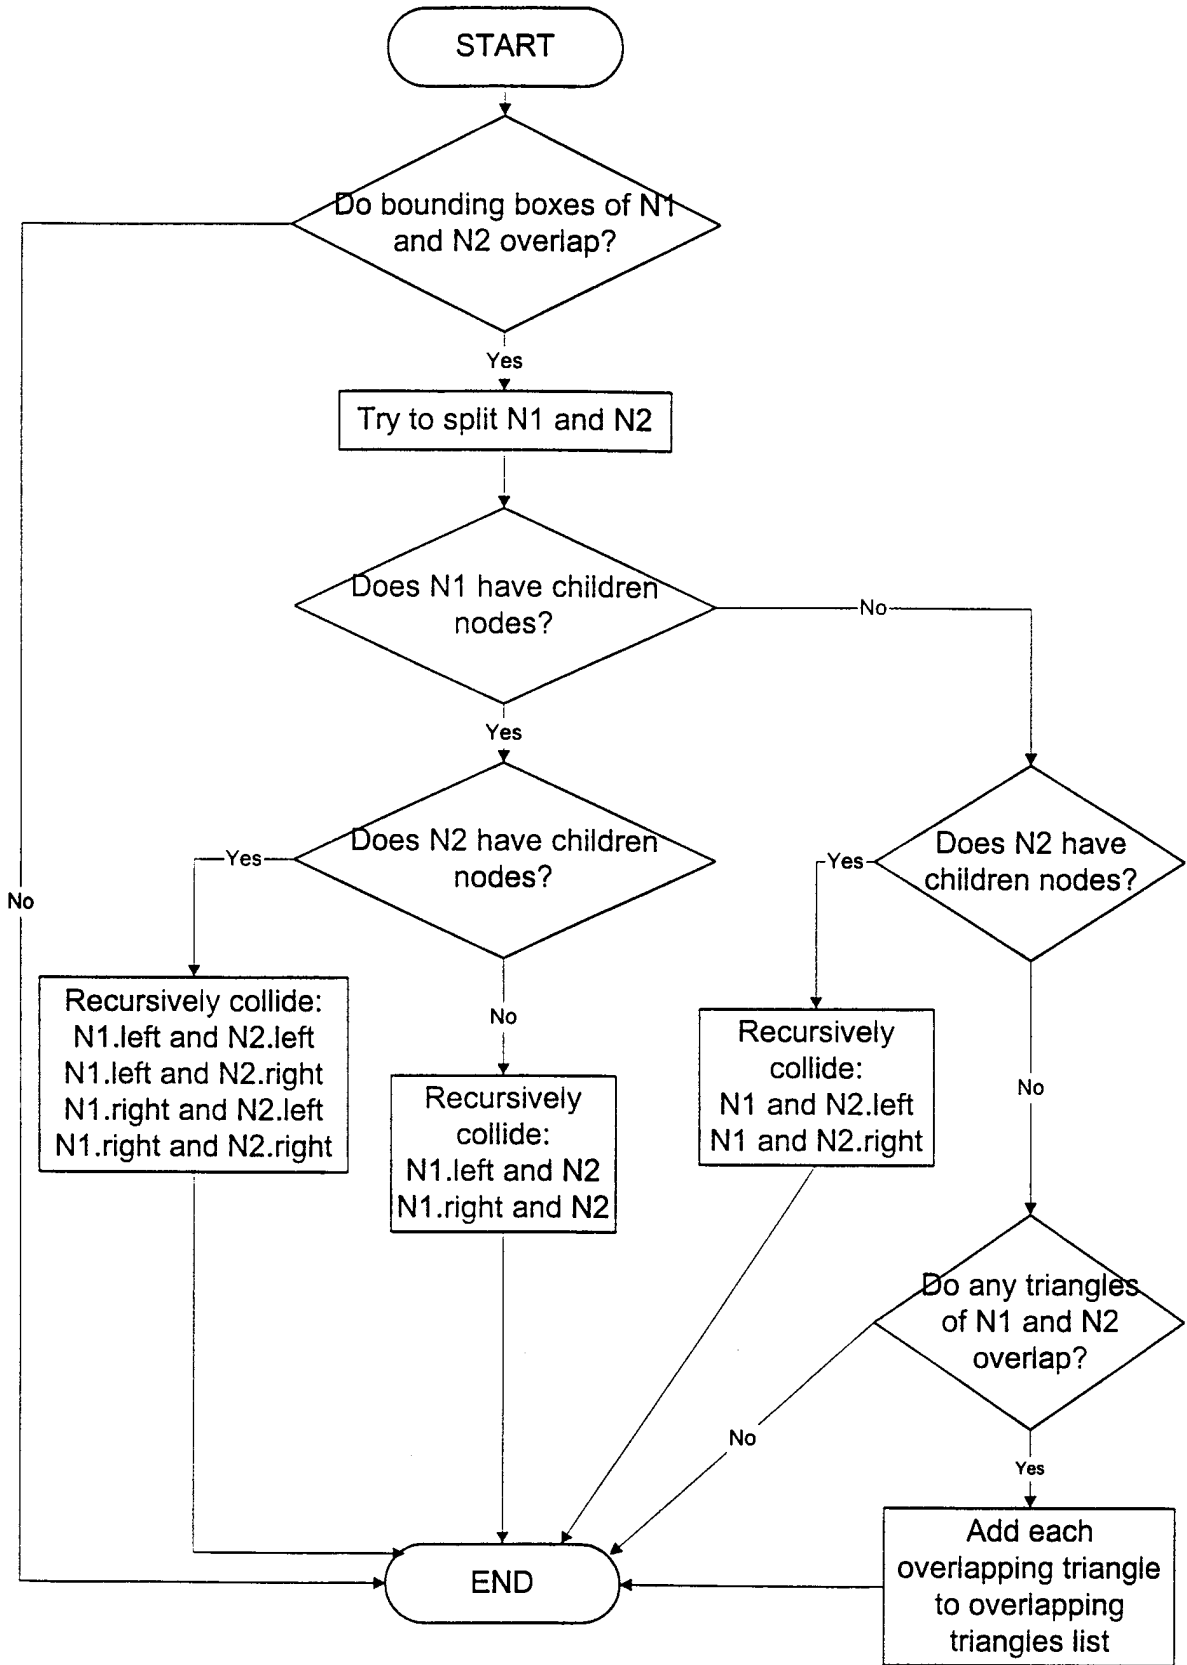 START
Do bounding boxes of N1
and N2 overlap?
Yes
Try to split N1 and N2
Does N1 have children
nodes?
No
Yes
Does N2 have children
nodes?
Yes
Does N2 have
children nodes?
Yes
No
Recursively collide:
N1.left and N2.left
N1.left and N2.right
N1.right and N2.left
N1.right and N2.right
No
Recursively
collide:
N1.left and N2
N1.right and N2
Recursively
collide:
N1 and N2.left
N1 and N2.right
No
Do any triangles
of N1 and N2
overlap?
No
Yes
Add each
overlapping triangle
to overlapping
triangles list
END